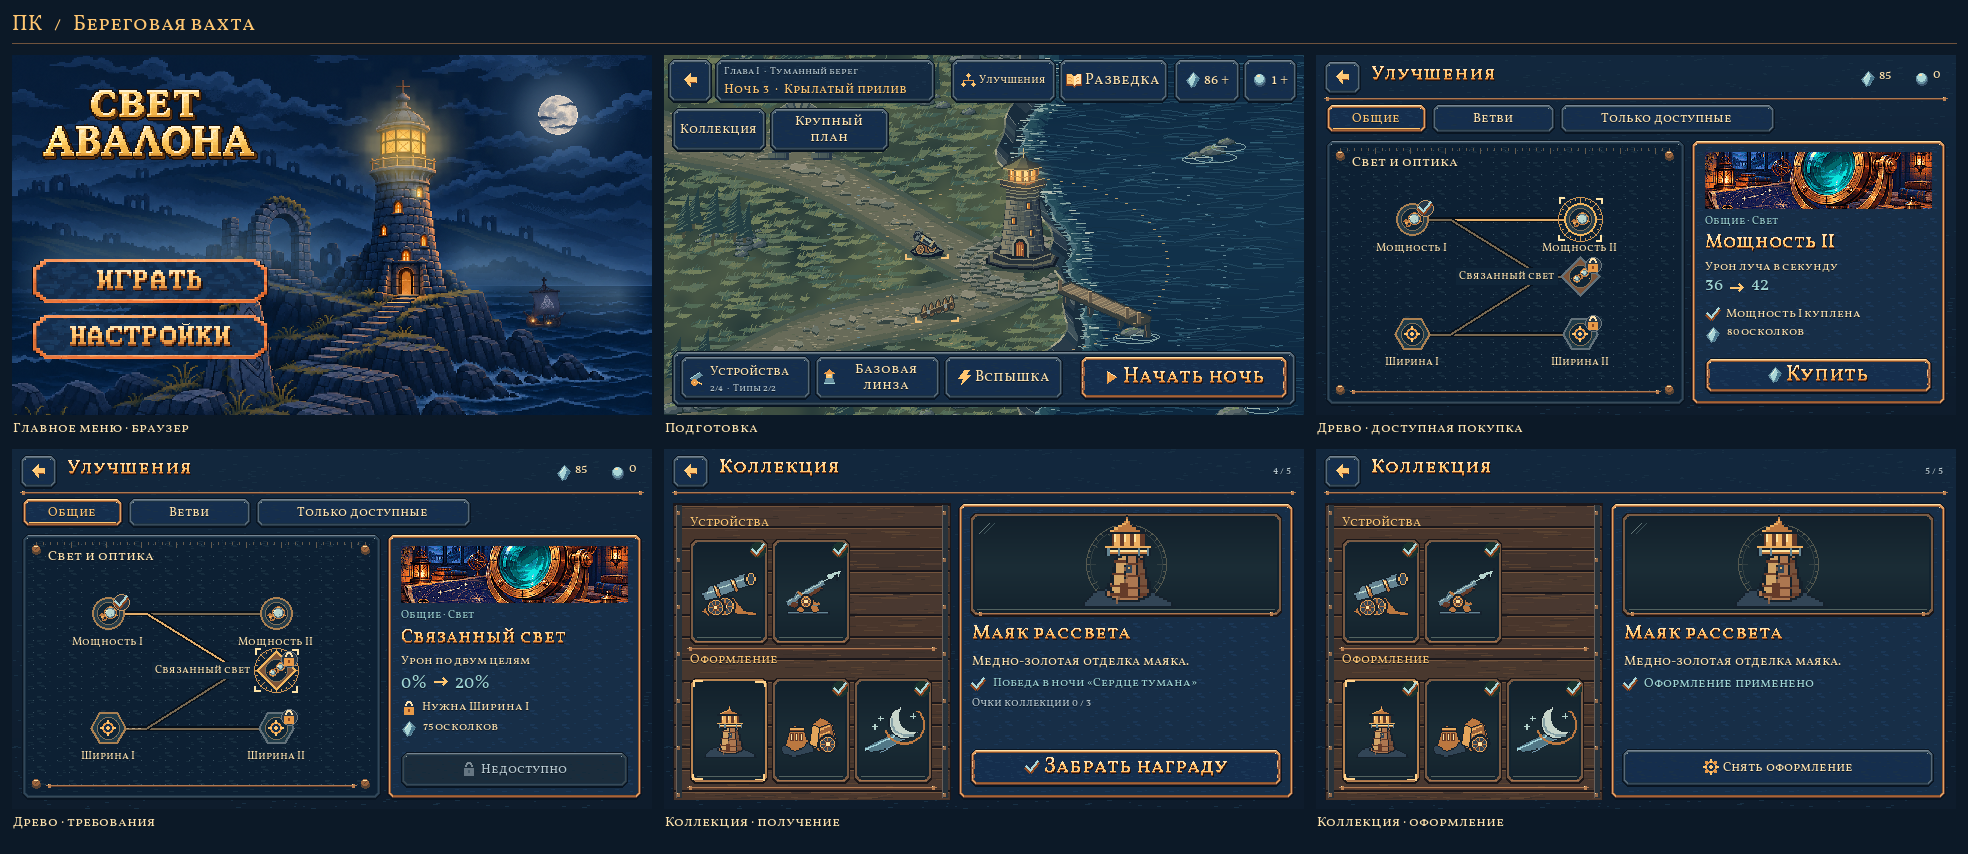 ПК / Береговая вахта
СВЕТ
АВАЛОНА
ИГРАТЬ
НАСТРОЙКИ
Главное меню · браузер
Глава I · Туманный берег
Ночь 3 · Крылатый прилив
Улучшения
Разведка
86 +
1 +
Коллекция
Крупный
план
Устройства
2/4 · Типы 2/2
Базовая
линза
Вспышка
Начать ночь
Подготовка
Улучшения
85
0
Общие
Ветви
Только доступные
Свет и оптика
Мощность I
Мощность II
Связанный свет
Ширина I
Ширина II
Общие · Свет
Мощность II
Урон луча в секунду
36 → 42
Мощность I куплена
80 осколков
Купить
Древо · доступная покупка
Улучшения
85
0
Общие
Ветви
Только доступные
Свет и оптика
Мощность I
Мощность II
Связанный свет
Ширина I
Ширина II
Общие · Свет
Связанный свет
Урон по двум целям
0% → 20%
Нужна Ширина I
75 осколков
Недоступно
Древо · требования
Коллекция
4 / 5
Устройства
Оформление
Маяк рассвета
Медно-золотая отделка маяка.
Победа в ночи «Сердце тумана»
Очки коллекции 0 / 3
Забрать награду
Коллекция · получение
Коллекция
5 / 5
Устройства
Оформление
Маяк рассвета
Медно-золотая отделка маяка.
Оформление применено
Снять оформление
Коллекция · оформление